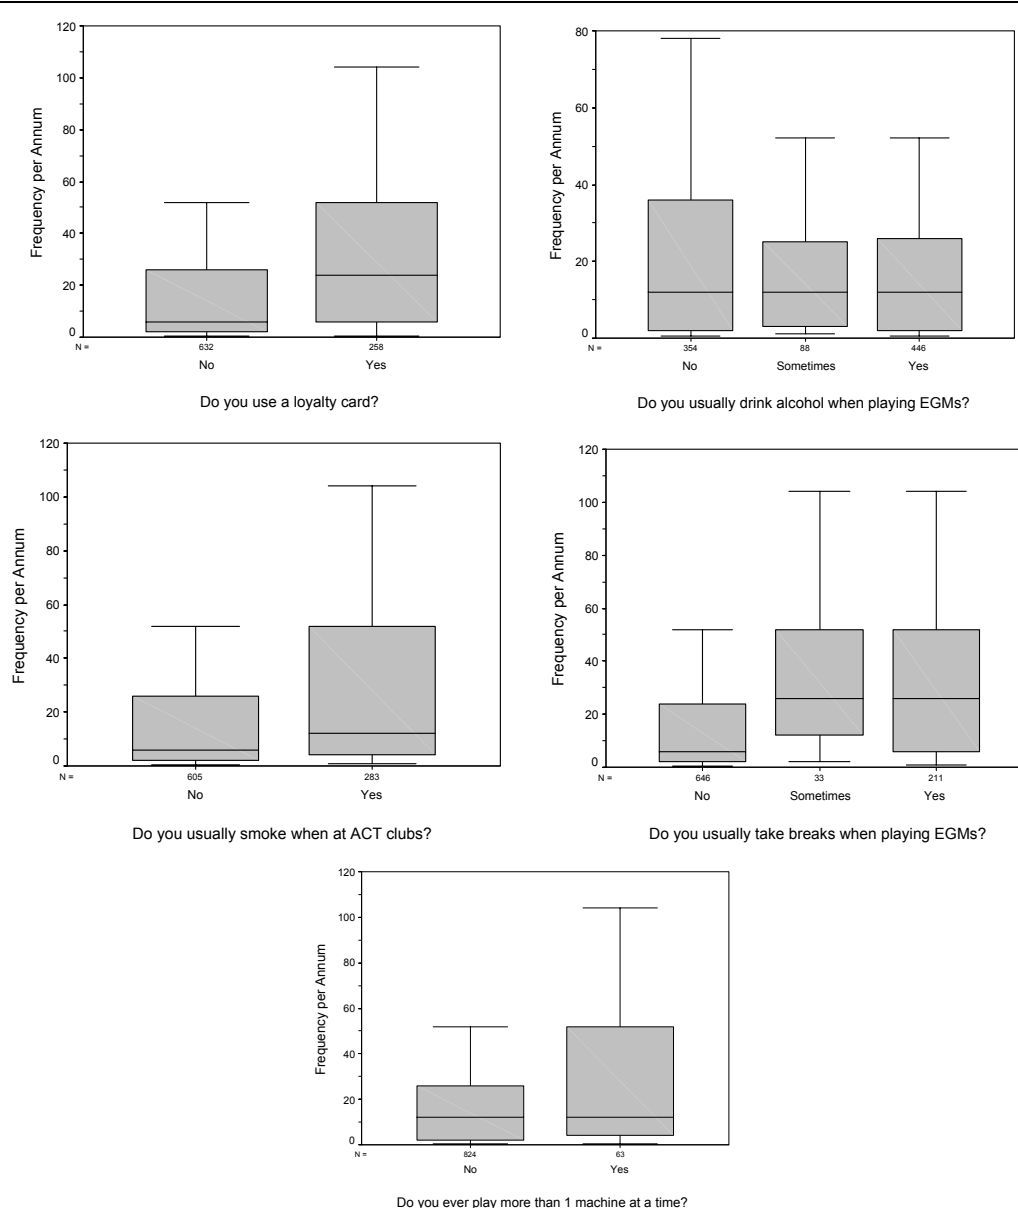 120
100
80
60
40
20
0
Frequency per Annum
N =
632
258
No
Yes
Do you use a loyalty card?
80
60
40
20
0
Frequency per Annum
N =
354
88
446
No
Sometimes
Yes
Do you usually drink alcohol when playing EGMs?
120
100
80
60
40
20
0
Frequency per Annum
N =
605
283
No
Yes
Do you usually smoke when at ACT clubs?
120
100
80
60
40
20
0
Frequency per Annum
N =
646
33
211
No
Sometimes
Yes
Do you usually take breaks when playing EGMs?
120
100
80
60
40
20
0
Frequency per Annum
N =
824
63
No
Yes
Do you ever play more than 1 machine at a time?